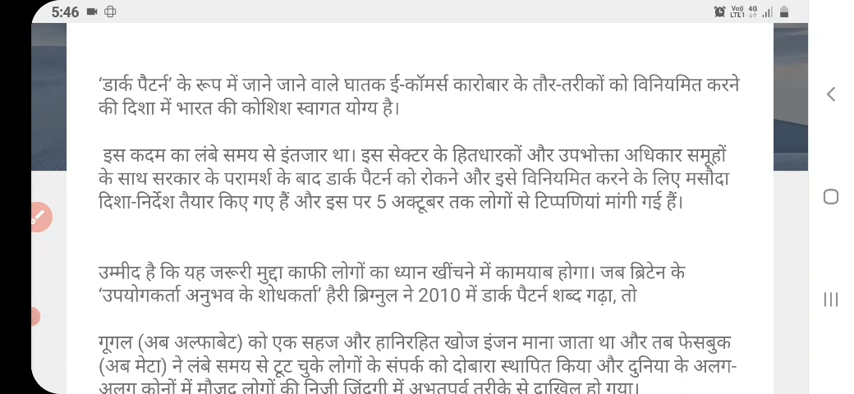 5:46
Vo)) 4G
LTE1
‘डार्क पैटर्न’ के रूप में जाने जाने वाले घातक ई-कॉमर्स कारोबार के तौर-तरीकों को विनियमित करने
की दिशा में भारत की कोशिश स्वागत योग्य है।
इस कदम का लंबे समय से इंतजार था। इस सेक्टर के हितधारकों और उपभोक्ता अधिकार समूहों
के साथ सरकार के परामर्श के बाद डार्क पैटर्न को रोकने और इसे विनियमित करने के लिए मसौदा
दिशा-निर्देश तैयार किए गए हैं और इस पर 5 अक्टूबर तक लोगों से टिप्पणियां मांगी गई हैं।
उम्मीद है कि यह जरूरी मुद्दा काफी लोगों का ध्यान खींचने में कामयाब होगा। जब ब्रिटेन के
‘उपयोगकर्ता अनुभव के शोधकर्ता’ हैरी ब्रिग्नुल ने 2010 में डार्क पैटर्न शब्द गढ़ा, तो
गूगल (अब अल्फाबेट) को एक सहज और हानिरहित खोज इंजन माना जाता था और तब फेसबुक
(अब मेटा) ने लंबे समय से टूट चुके लोगों के संपर्क को दोबारा स्थापित किया और दुनिया के अलग-
अलग कोनों में मौजूद लोगों की निजी जिंदगी में अभूतपूर्व तरीके से दाखिल हो गया।